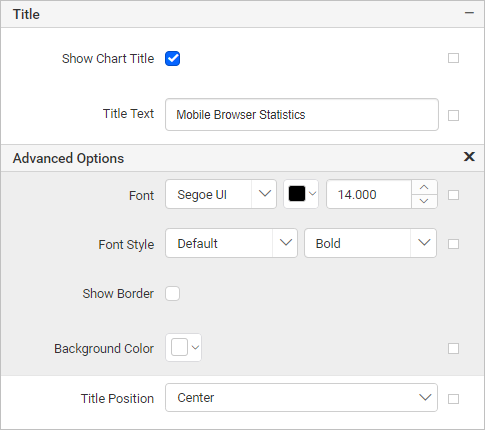 Title
Show Chart Title
Title Text Mobile Browser Statistics
Advanced Options
Font Segoe UI 14.000
Font Style Default Bold
Show Border
Background Color
Title Position Center